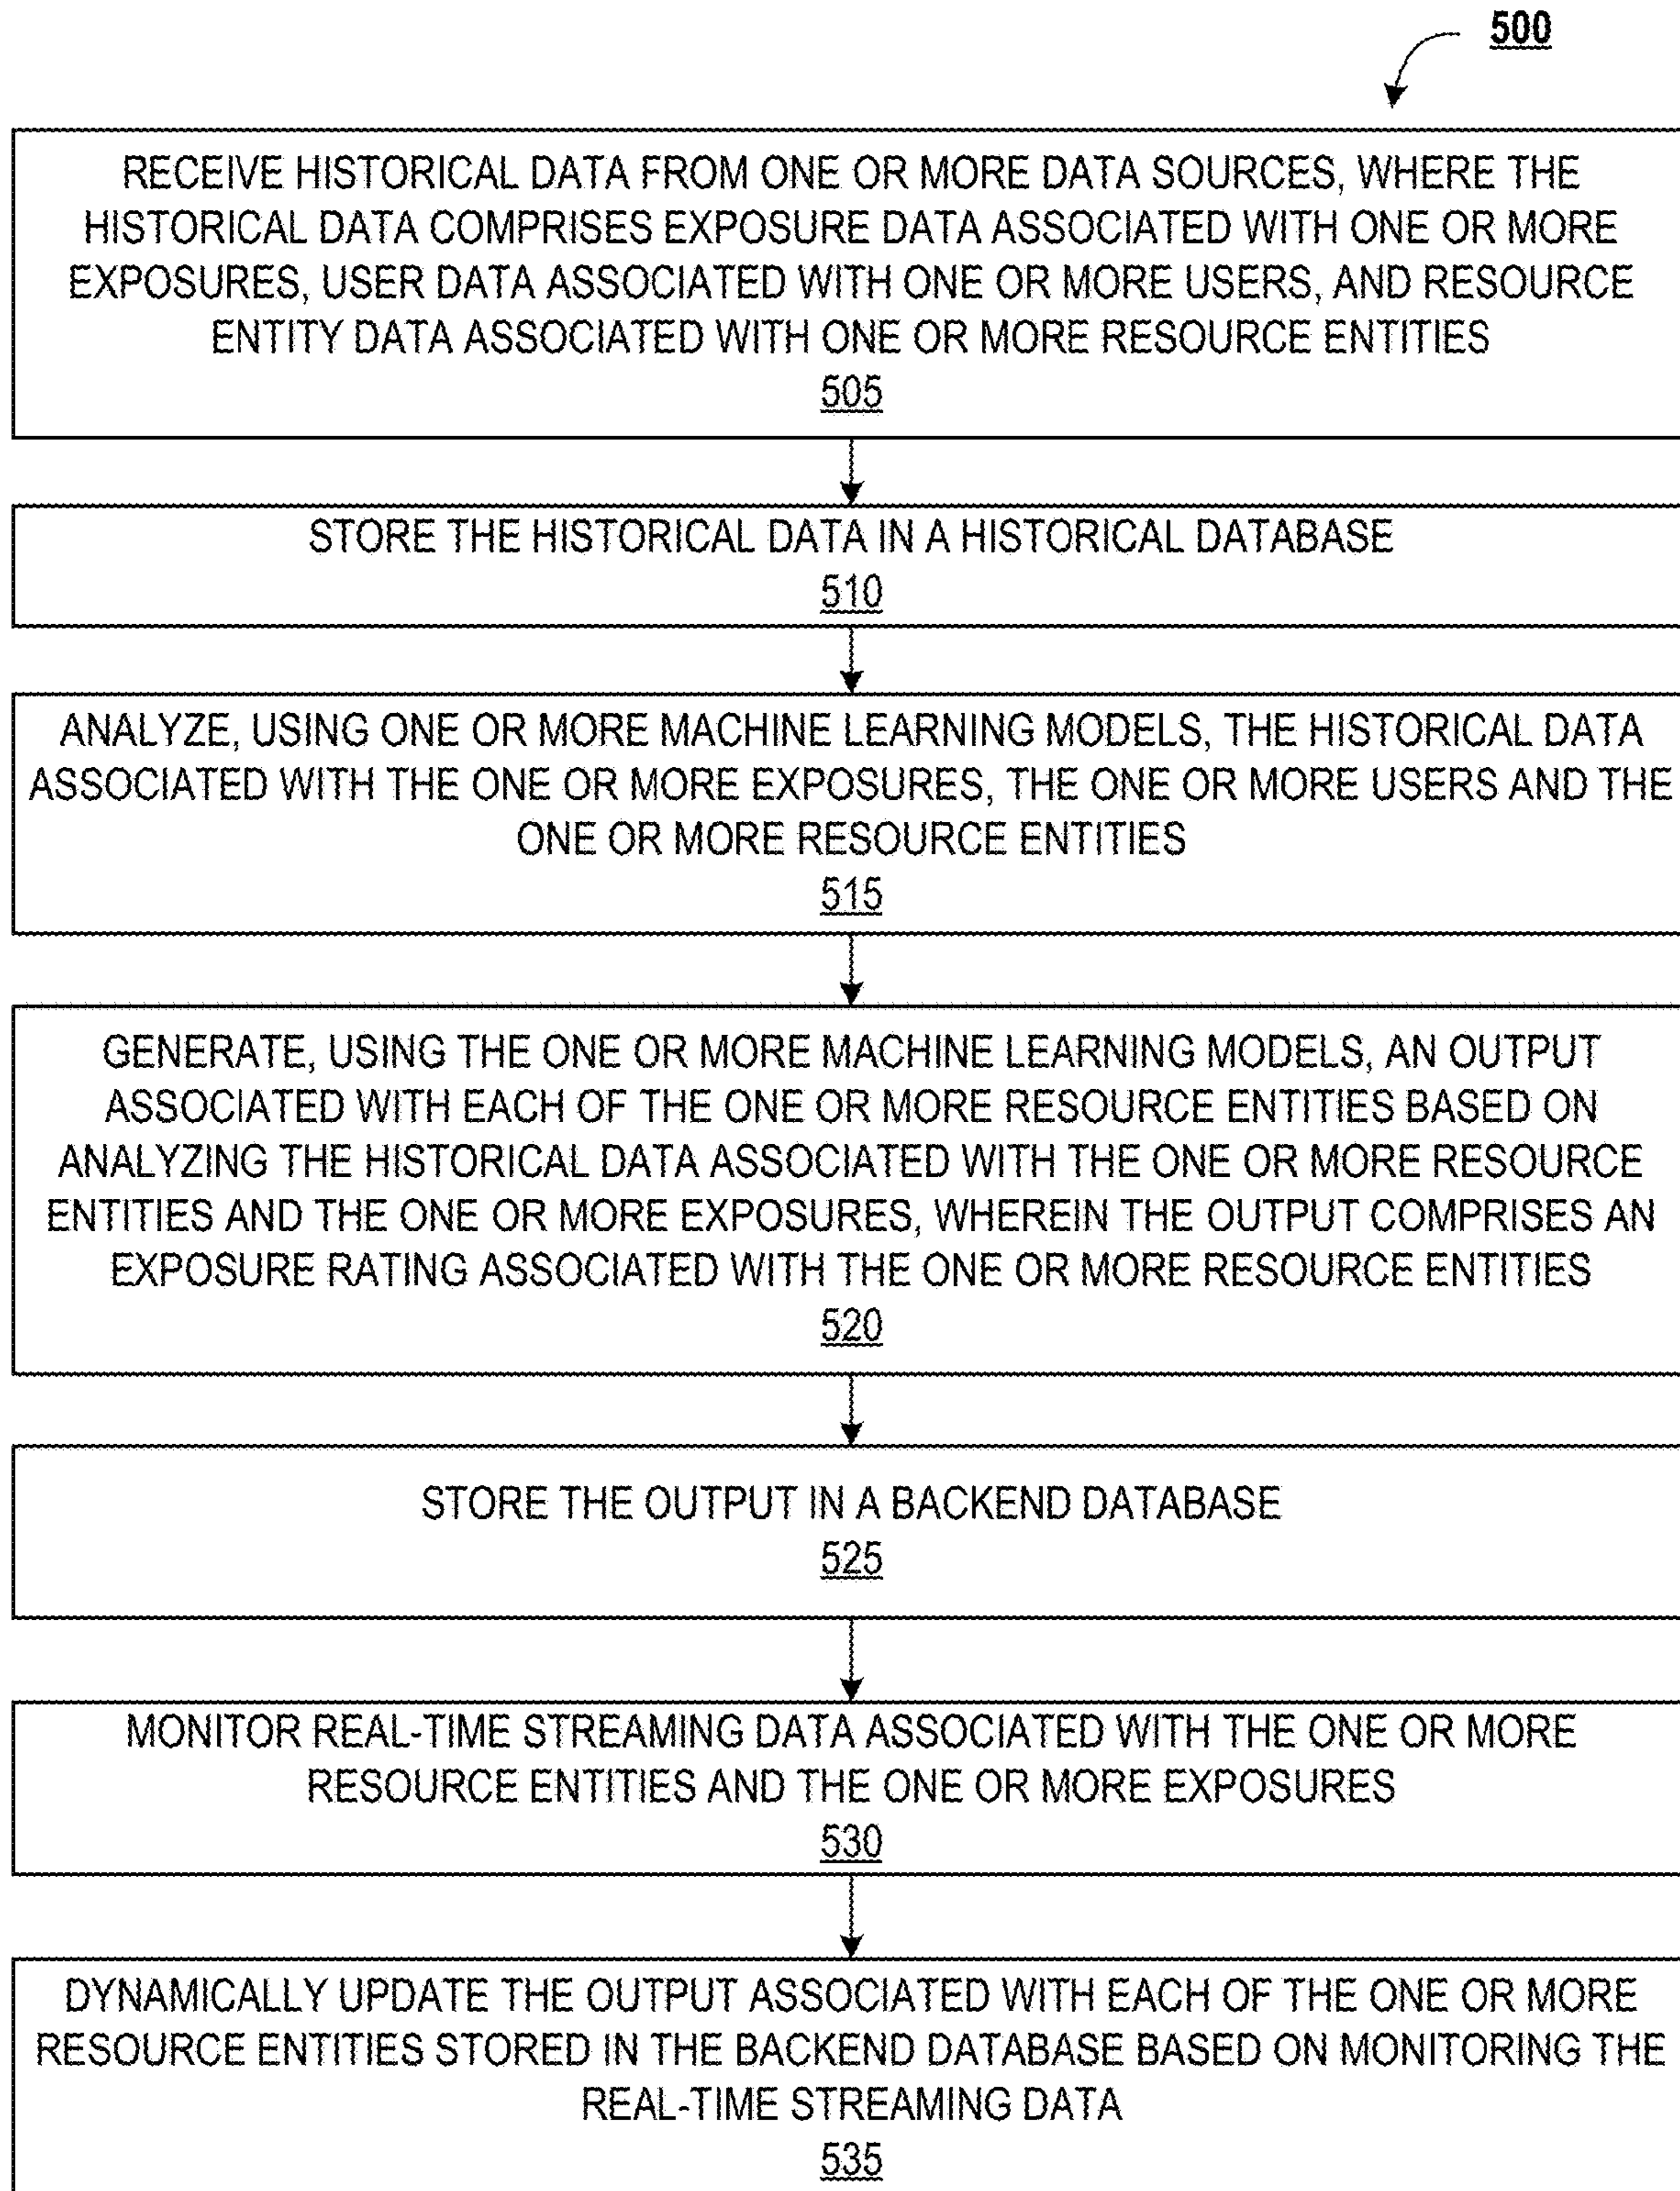 500
RECEIVE HISTORICAL DATA FROM ONE OR MORE DATA SOURCES, WHERE THE
HISTORICAL DATA COMPRISES EXPOSURE DATA ASSOCIATED WITH ONE OR MORE
EXPOSURES, USER DATA ASSOCIATED WITH ONE OR MORE USERS, AND RESOURCE
ENTITY DATA ASSOCIATED WITH ONE OR MORE RESOURCE ENTITIES
505
STORE THE HISTORICAL DATA IN A HISTORICAL DATABASE
510
ANALYZE, USING ONE OR MORE MACHINE LEARNING MODELS, THE HISTORICAL DATA
ASSOCIATED WITH THE ONE OR MORE EXPOSURES, THE ONE OR MORE USERS AND THE
ONE OR MORE RESOURCE ENTITIES
515
GENERATE, USING THE ONE OR MORE MACHINE LEARNING MODELS, AN OUTPUT
ASSOCIATED WITH EACH OF THE ONE OR MORE RESOURCE ENTITIES BASED ON
ANALYZING THE HISTORICAL DATA ASSOCIATED WITH THE ONE OR MORE RESOURCE
ENTITIES AND THE ONE OR MORE EXPOSURES, WHEREIN THE OUTPUT COMPRISES AN
EXPOSURE RATING ASSOCIATED WITH THE ONE OR MORE RESOURCE ENTITIES
520
STORE THE OUTPUT IN A BACKEND DATABASE
525
MONITOR REAL-TIME STREAMING DATA ASSOCIATED WITH THE ONE OR MORE
RESOURCE ENTITIES AND THE ONE OR MORE EXPOSURES
530
DYNAMICALLY UPDATE THE OUTPUT ASSOCIATED WITH EACH OF THE ONE OR MORE
RESOURCE ENTITIES STORED IN THE BACKEND DATABASE BASED ON MONITORING THE
REAL-TIME STREAMING DATA
535